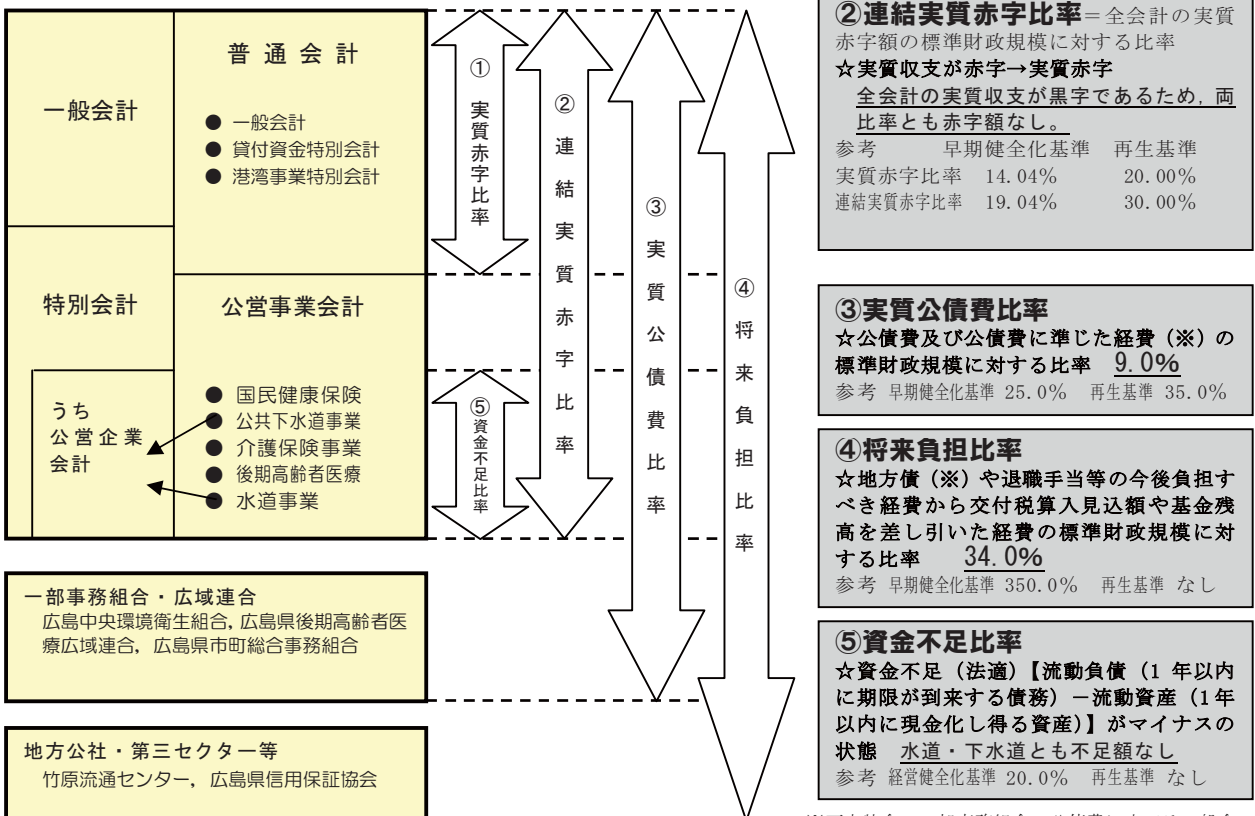 普通会計
一般会計
● 一般会計
● 貸付資金特別会計
● 港湾事業特別会計
特別会計
公営事業会計
うち
公営企業
会計
● 国民健康保険
● 公共下水道事業
● 介護保険事業
● 後期高齢者医療
● 水道事業
①実質赤字比率
②連結実質赤字比率
③実質公債費比率
④将来負担比率
⑤資金不足比率
一部事務組合・広域連合
広島中央環境衛生組合，広島県後期高齢者医
療広域連合，広島県市町総合事務組合
地方公社・第三セクター等
竹原流通センター，広島県信用保証協会
②連結実質赤字比率＝全会計の実質
赤字額の標準財政規模に対する比率
☆実質収支が赤字→実質赤字
全会計の実質収支が黒字であるため，両
比率とも赤字額なし。
参考 早期健全化基準 再生基準
実質赤字比率 14.04% 20.00%
連結実質赤字比率 19.04% 30.00%
③実質公債費比率
☆公債費及び公債費に準じた経費（※）の
標準財政規模に対する比率 9.0%
参考 早期健全化基準 25.0% 再生基準 35.0%
④将来負担比率
☆地方債（※）や退職手当等の今後負担す
べき経費から交付税算入見込額や基金残
高を差し引いた経費の標準財政規模に対
する比率 34.0%
参考 早期健全化基準 350.0% 再生基準 なし
⑤資金不足比率
☆資金不足（法適）【流動負債（1 年以内
に期限が到来する債務）－流動資産（1 年
以内に現金化し得る資産）】がマイナスの
状態 水道・下水道とも不足額なし
参考 経営健全化基準 20.0% 再生基準 なし